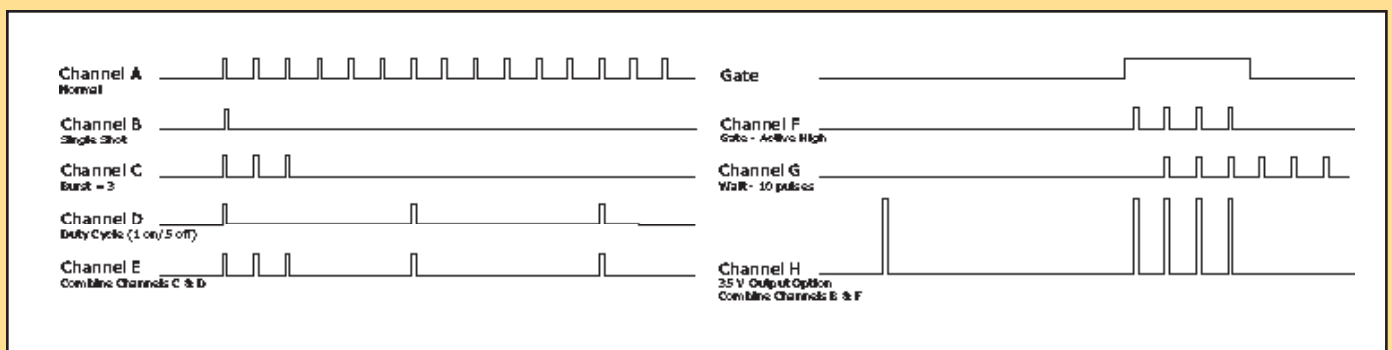 Channel A
Normal
Channel B
Single Shot
Channel C
Burst = 3
Channel D
Duty Cycle (1 on/5 off)
Channel E
Combine Channels C & D
Gate
Channel F
Gate - Active High
Channel G
Wait - 10 pulses
Channel H
35 V Output Option
Combine Channels B & F